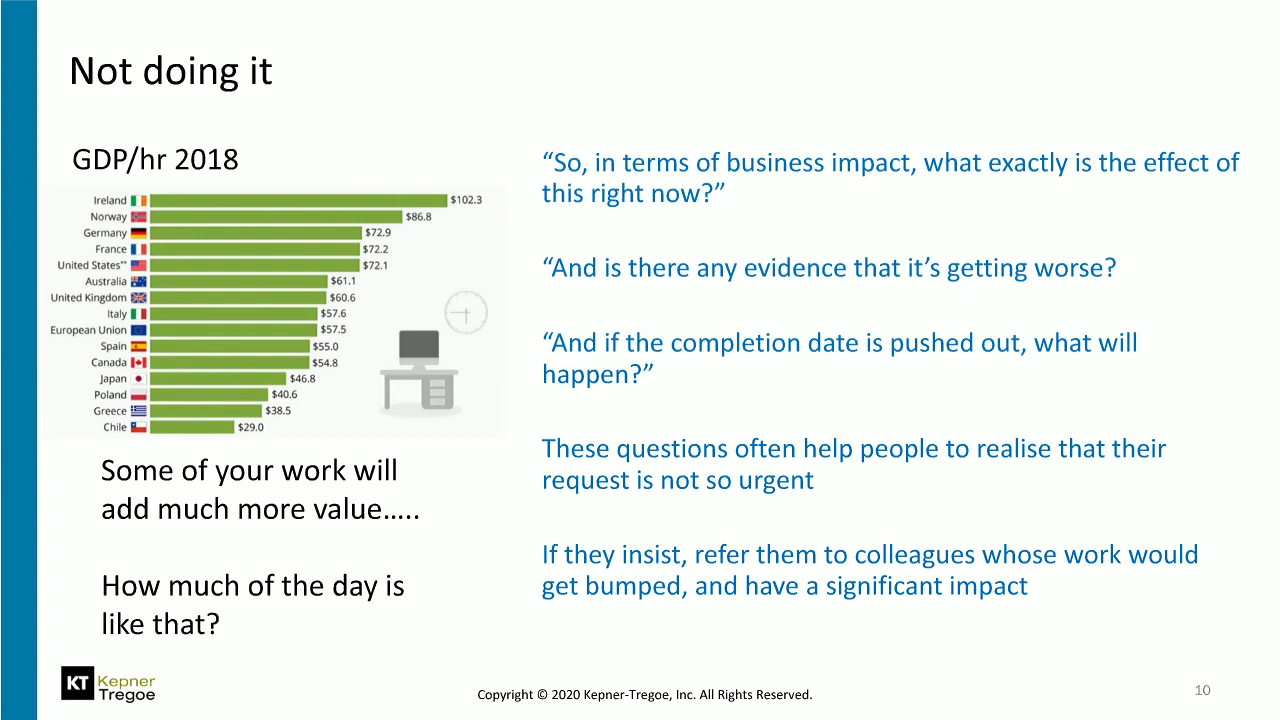 Not doing it
GDP/hr 2018
Ireland $102.3
Norway $86.8
Germany $72.9
France $72.2
United States** $72.1
Australia $61.1
United Kingdom $60.6
Italy $57.6
European Union $57.5
Spain $55.0
Canada $54.8
Japan $46.8
Poland $40.6
Greece $38.5
Chile $29.0
Some of your work will
add much more value…..
How much of the day is
like that?
“So, in terms of business impact, what exactly is the effect of
this right now?”
“And is there any evidence that it’s getting worse?
“And if the completion date is pushed out, what will
happen?”
These questions often help people to realise that their
request is not so urgent
If they insist, refer them to colleagues whose work would
get bumped, and have a significant impact
KT Kepner
Tregoe
Copyright © 2020 Kepner-Tregoe, Inc. All Rights Reserved.
10